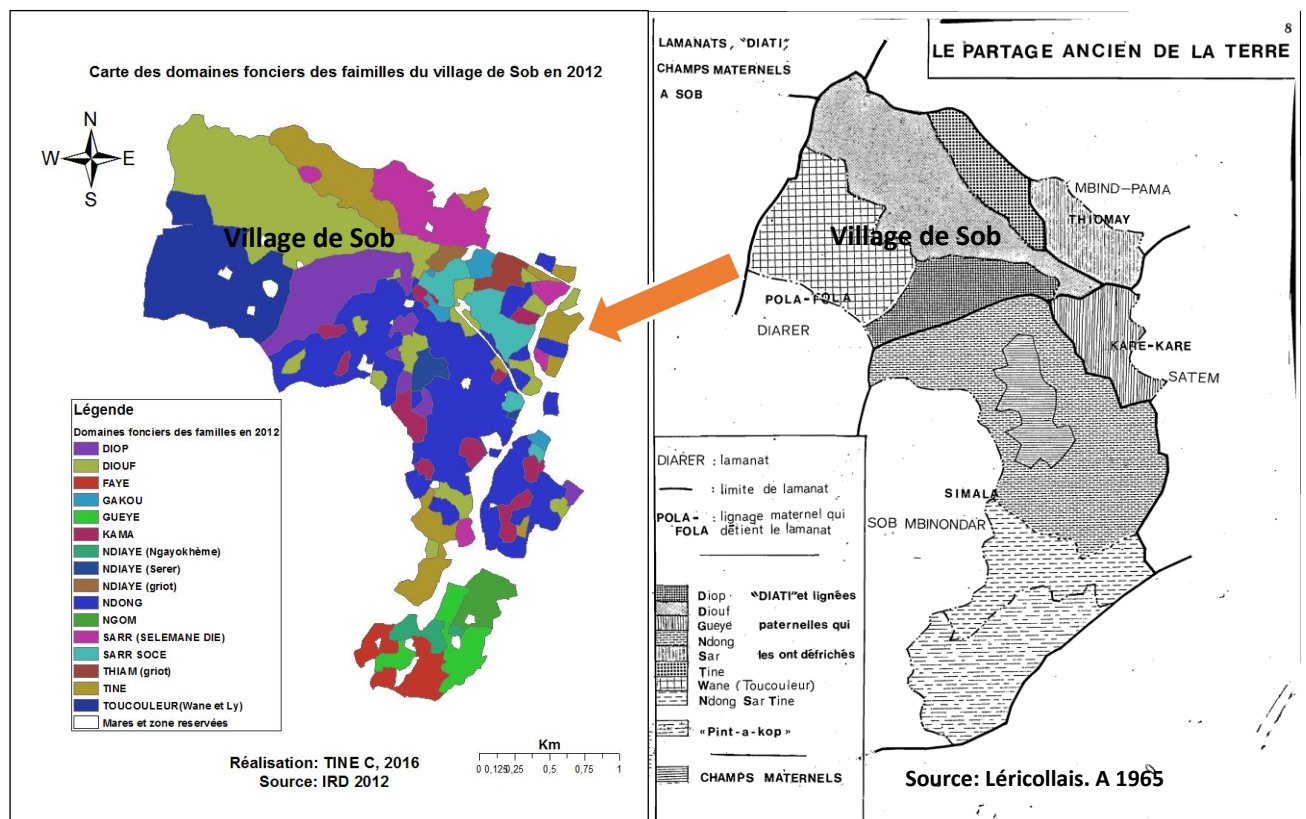 Carte des domaines fonciers des faimilles du village de Sob en 2012
N
W
E
S
Village de Sob
Légende
Domaines fonciers des familles en 2012
DIOP
DIOUF
FAYE
GAKOU
GUEYE
KAMA
NDIAYE (Ngayokhème)
NDIAYE (Serer)
NDIAYE (griot)
NDONG
NGOM
SARR (SELEMANE DIE)
SARR SOCE
THIAM (griot)
TINE
TOUCOULEUR(Wane et Ly)
Mares et zone reservées
Km
0 0,1250,25 0,5 0,75 1
Réalisation: TINE C, 2016
Source: IRD 2012
8
LAMANATS, "DIATI",
CHAMPS MATERNELS
A SOB
LE PARTAGE ANCIEN DE LA TERRE
MBIND-PAMA
THIOMAY
Village de Sob
POLA-FOLA
DIARER
KARE-KARE
SATEM
SIMALA
SOB MBINONDAR
DIARER : lamanat
: limite de lamanat
POLA- : lignage maternel qui
FOLA détient le lamanat
Diop "DIATI" et lignées
Diouf
Gueye paternelles qui
Ndong
Sar les ont défrichés
Tine
Wane (Toucouleur)
Ndong Sar Tine
«Pint-a-kop»
CHAMPS MATERNELS
Source: Léricollais. A 1965